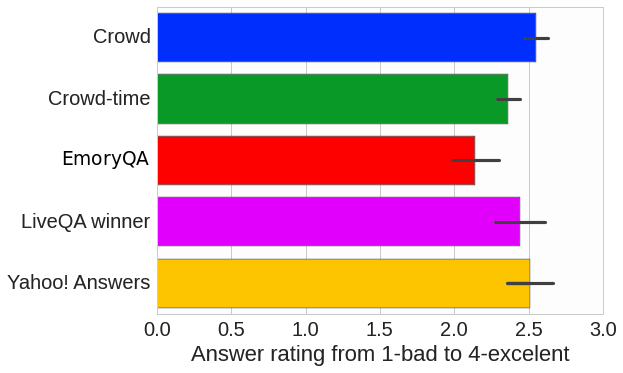 Crowd
Crowd-time
EmoryQA
LiveQA winner
Yahoo! Answers
0.0 0.5 1.0 1.5 2.0 2.5 3.0
Answer rating from 1-bad to 4-excelent